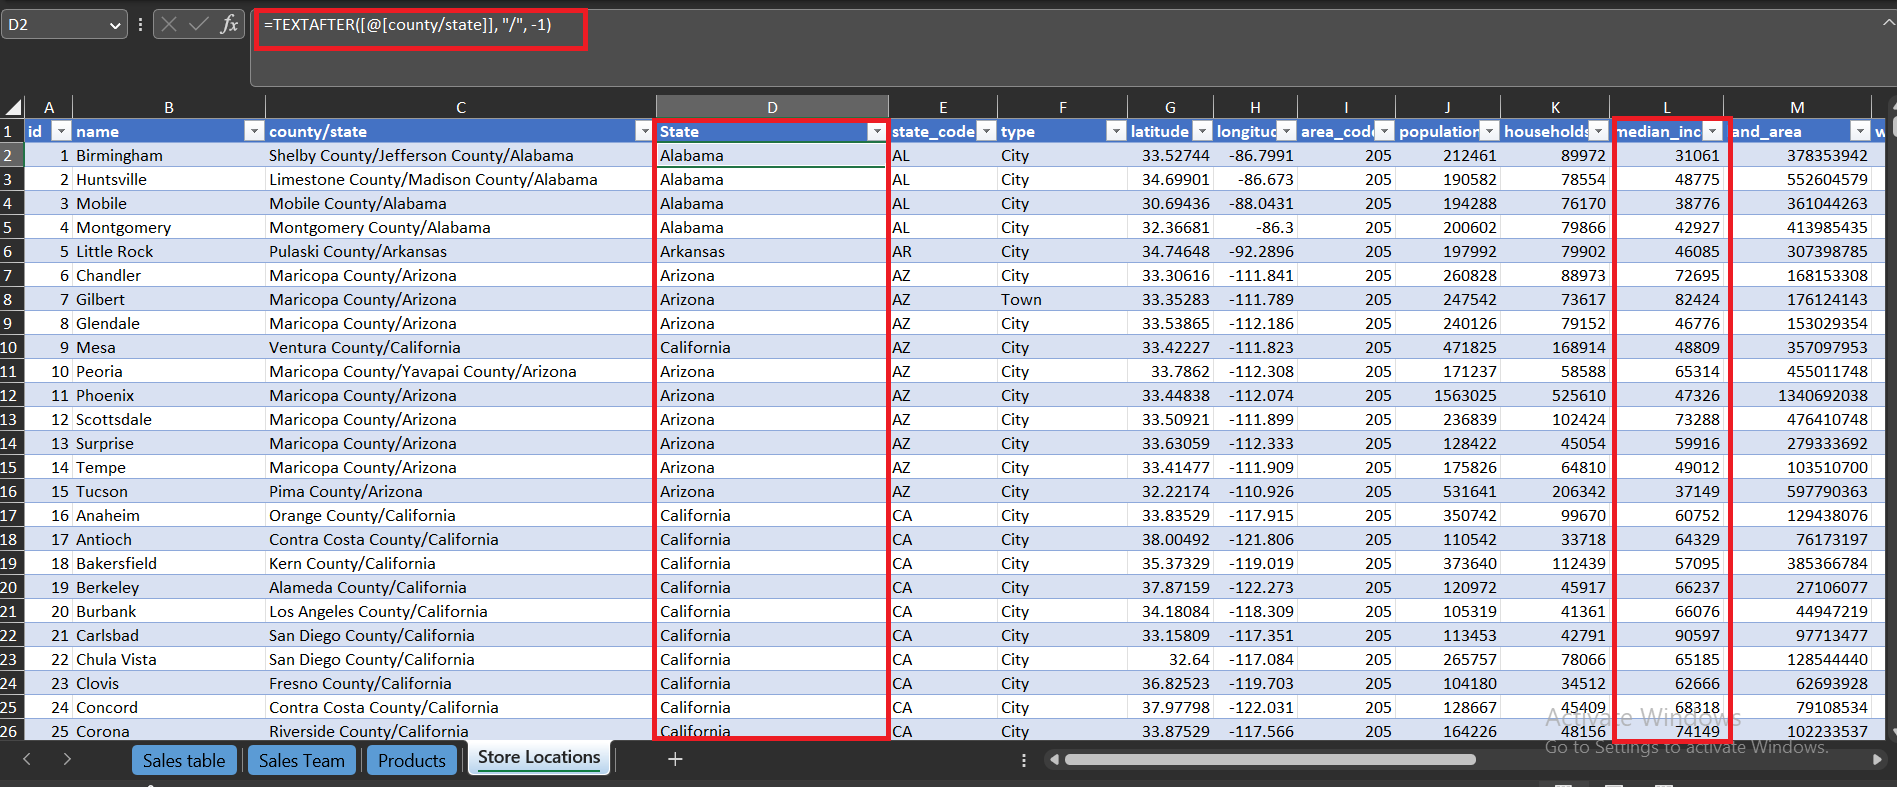 D2 fx =TEXTAFTER([@[county/state]], "/", -1)
A B C D E F G H I J K L M
1 id name county/state State state_code type latitude longitud area_code population households median_inc and_area w
2 1 Birmingham Shelby County/Jefferson County/Alabama Alabama AL City 33.52744 -86.7991 205 212461 89972 31061 378353942
3 2 Huntsville Limestone County/Madison County/Alabama Alabama AL City 34.69901 -86.673 205 190582 78554 48775 552604579
4 3 Mobile Mobile County/Alabama Alabama AL City 30.69436 -88.0431 205 194288 76170 38776 361044263
5 4 Montgomery Montgomery County/Alabama Alabama AL City 32.36681 -86.3 205 200602 79866 42927 413985435
6 5 Little Rock Pulaski County/Arkansas Arkansas AR City 34.74648 -92.2896 205 197992 79902 46085 307398785
7 6 Chandler Maricopa County/Arizona Arizona AZ City 33.30616 -111.841 205 260828 88973 72695 168153308
8 7 Gilbert Maricopa County/Arizona Arizona AZ Town 33.35283 -111.789 205 247542 73617 82424 176124143
9 8 Glendale Maricopa County/Arizona Arizona AZ City 33.53865 -112.186 205 240126 79152 46776 153029354
10 9 Mesa Ventura County/California California AZ City 33.42227 -111.823 205 471825 168914 48809 357097953
11 10 Peoria Maricopa County/Yavapai County/Arizona Arizona AZ City 33.7862 -112.308 205 171237 58588 65314 455011748
12 11 Phoenix Maricopa County/Arizona Arizona AZ City 33.44838 -112.074 205 1563025 525610 47326 1340692038
13 12 Scottsdale Maricopa County/Arizona Arizona AZ City 33.50921 -111.899 205 236839 102424 73288 476410748
14 13 Surprise Maricopa County/Arizona Arizona AZ City 33.63059 -112.333 205 128422 45054 59916 279333692
15 14 Tempe Maricopa County/Arizona Arizona AZ City 33.41477 -111.909 205 175826 64810 49012 103510700
16 15 Tucson Pima County/Arizona Arizona AZ City 32.22174 -110.926 205 531641 206342 37149 597790363
17 16 Anaheim Orange County/California California CA City 33.83529 -117.915 205 350742 99670 60752 129438076
18 17 Antioch Contra Costa County/California California CA City 38.00492 -121.806 205 110542 33718 64329 76173197
19 18 Bakersfield Kern County/California California CA City 35.37329 -119.019 205 373640 112439 57095 385366784
20 19 Berkeley Alameda County/California California CA City 37.87159 -122.273 205 120972 45917 66237 27106077
21 20 Burbank Los Angeles County/California California CA City 34.18084 -118.309 205 105319 41361 66076 44947219
22 21 Carlsbad San Diego County/California California CA City 33.15809 -117.351 205 113453 42791 90597 97713477
23 22 Chula Vista San Diego County/California California CA City 32.64 -117.084 205 265757 78066 65185 128544440
24 23 Clovis Fresno County/California California CA City 36.82523 -119.703 205 104180 34512 62666 62693928
25 24 Concord Contra Costa County/California California CA City 37.97798 -122.031 205 128667 45409 68318 79108534
26 25 Corona Riverside County/California California CA City 33.87529 -117.566 205 164226 48156 74149 102233537
Activate Windows
Go to Settings to activate Windows.
Sales table Sales Team Products Store Locations